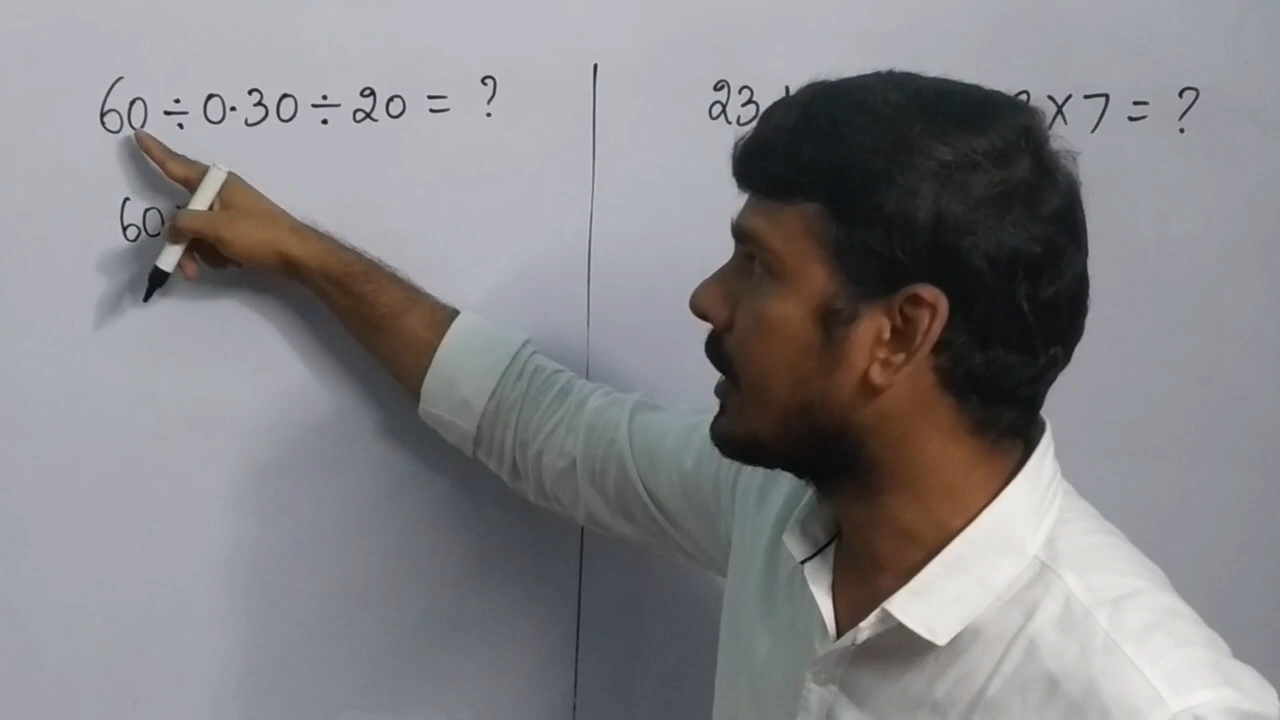 60÷0.30÷20 = ?
23 ×7 = ?
60